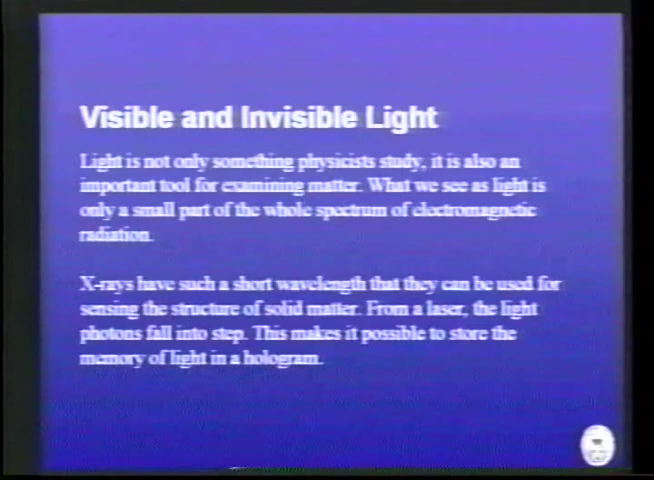 Visible and Invisible Light
Light is not only something physicists study, it is also an
important tool for examining matter. What we see as light is
only a small part of the whole spectrum of electromagnetic
radiation.
X-rays have such a short wavelength that they can be used for
sensing the structure of solid matter. From a laser, the light
photons fall into step. This makes it possible to store the
memory of light in a hologram.